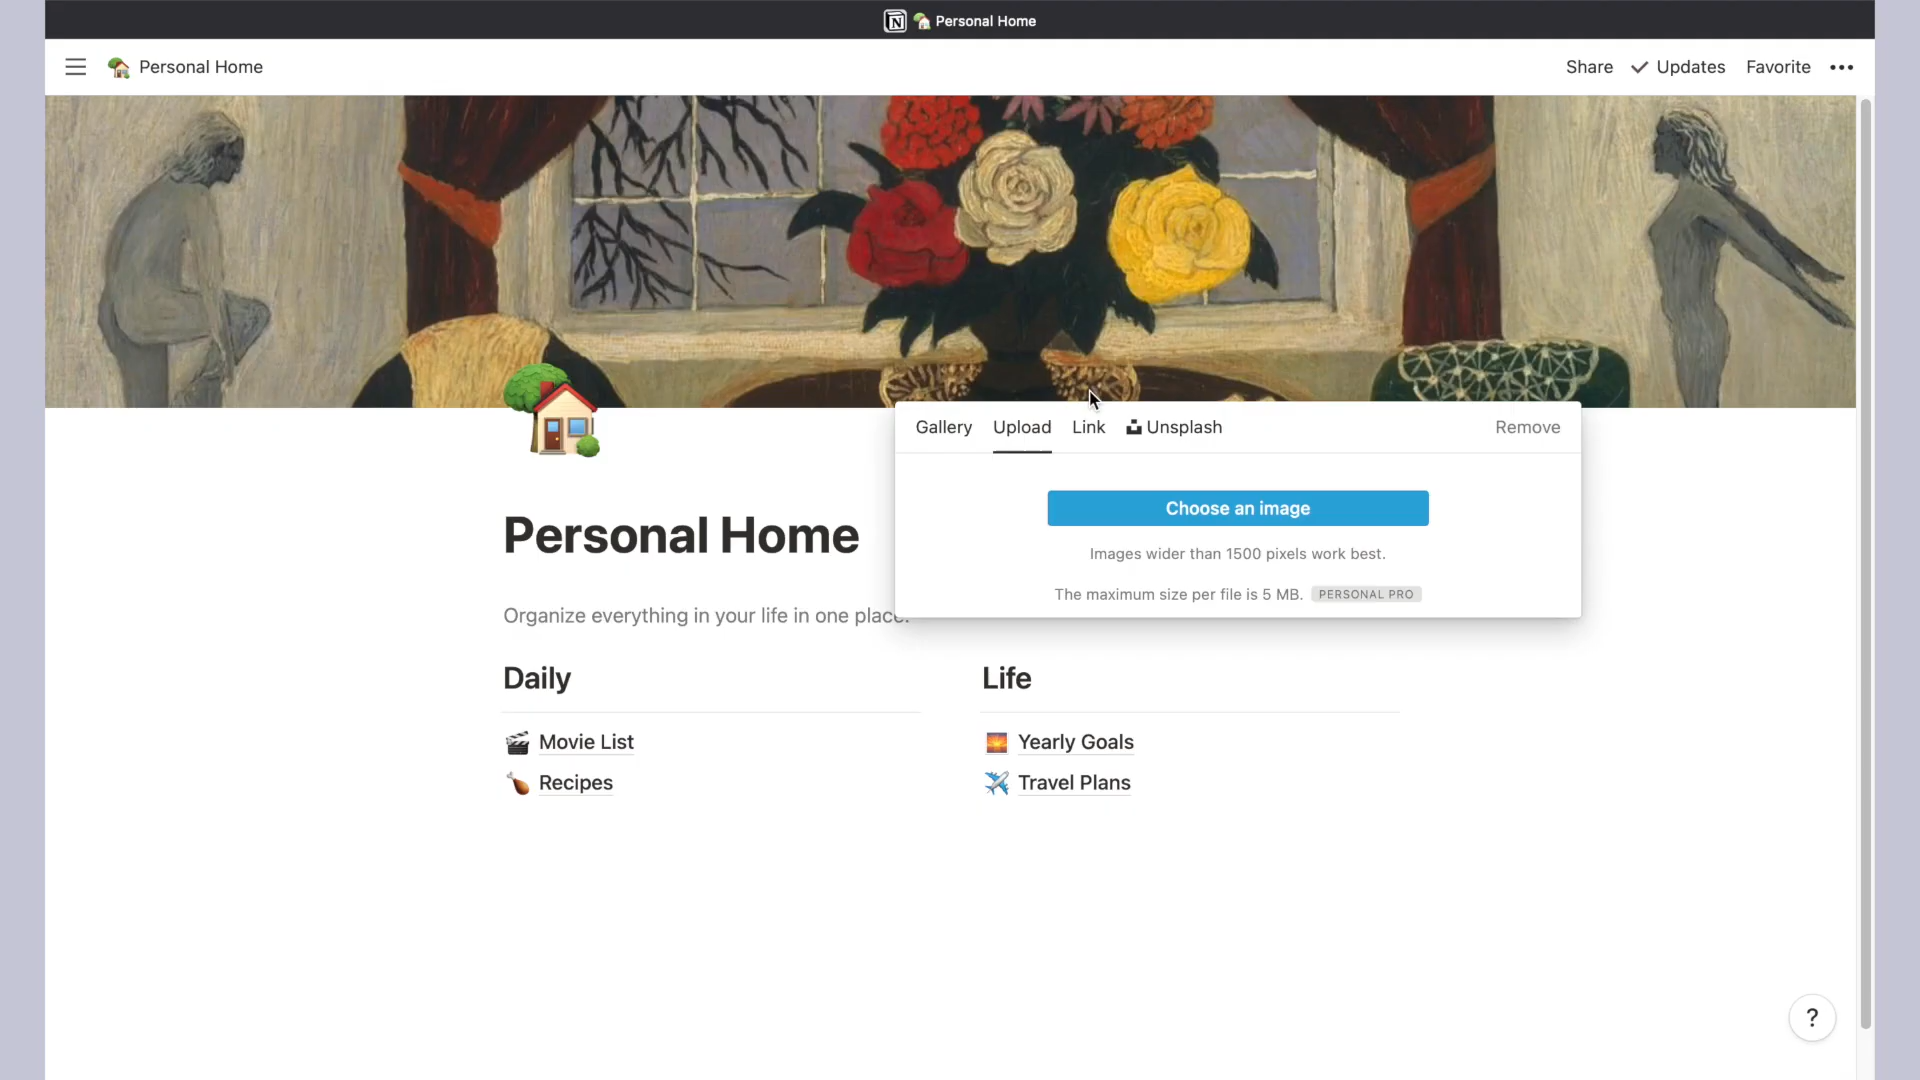 Personal Home
Personal Home
Share
Updates
Favorite
Gallery
Upload
Link
Unsplash
Remove
Choose an image
Images wider than 1500 pixels work best.
The maximum size per file is 5 MB.
PERSONAL PRO
Personal Home
Organize everything in your life in one place.
Daily
Movie List
Recipes
Life
Yearly Goals
Travel Plans
?